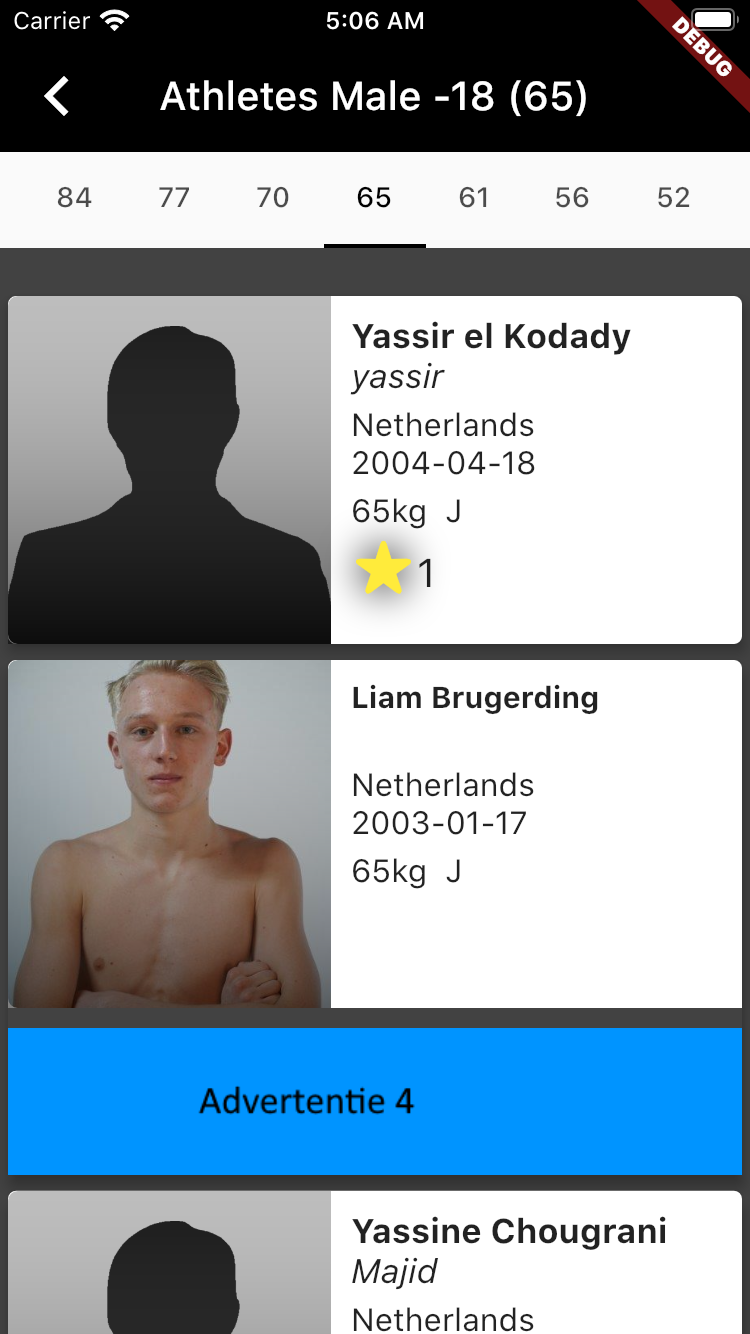 Carrier 5:06 AM
DEBUG
Athletes Male -18 (65)
84 77 70 65 61 56 52
Yassir el Kodady
yassir
Netherlands
2004-04-18
65kg J
1
Liam Brugerding
Netherlands
2003-01-17
65kg J
Advertentie 4
Yassine Chougrani
Majid
Netherlands